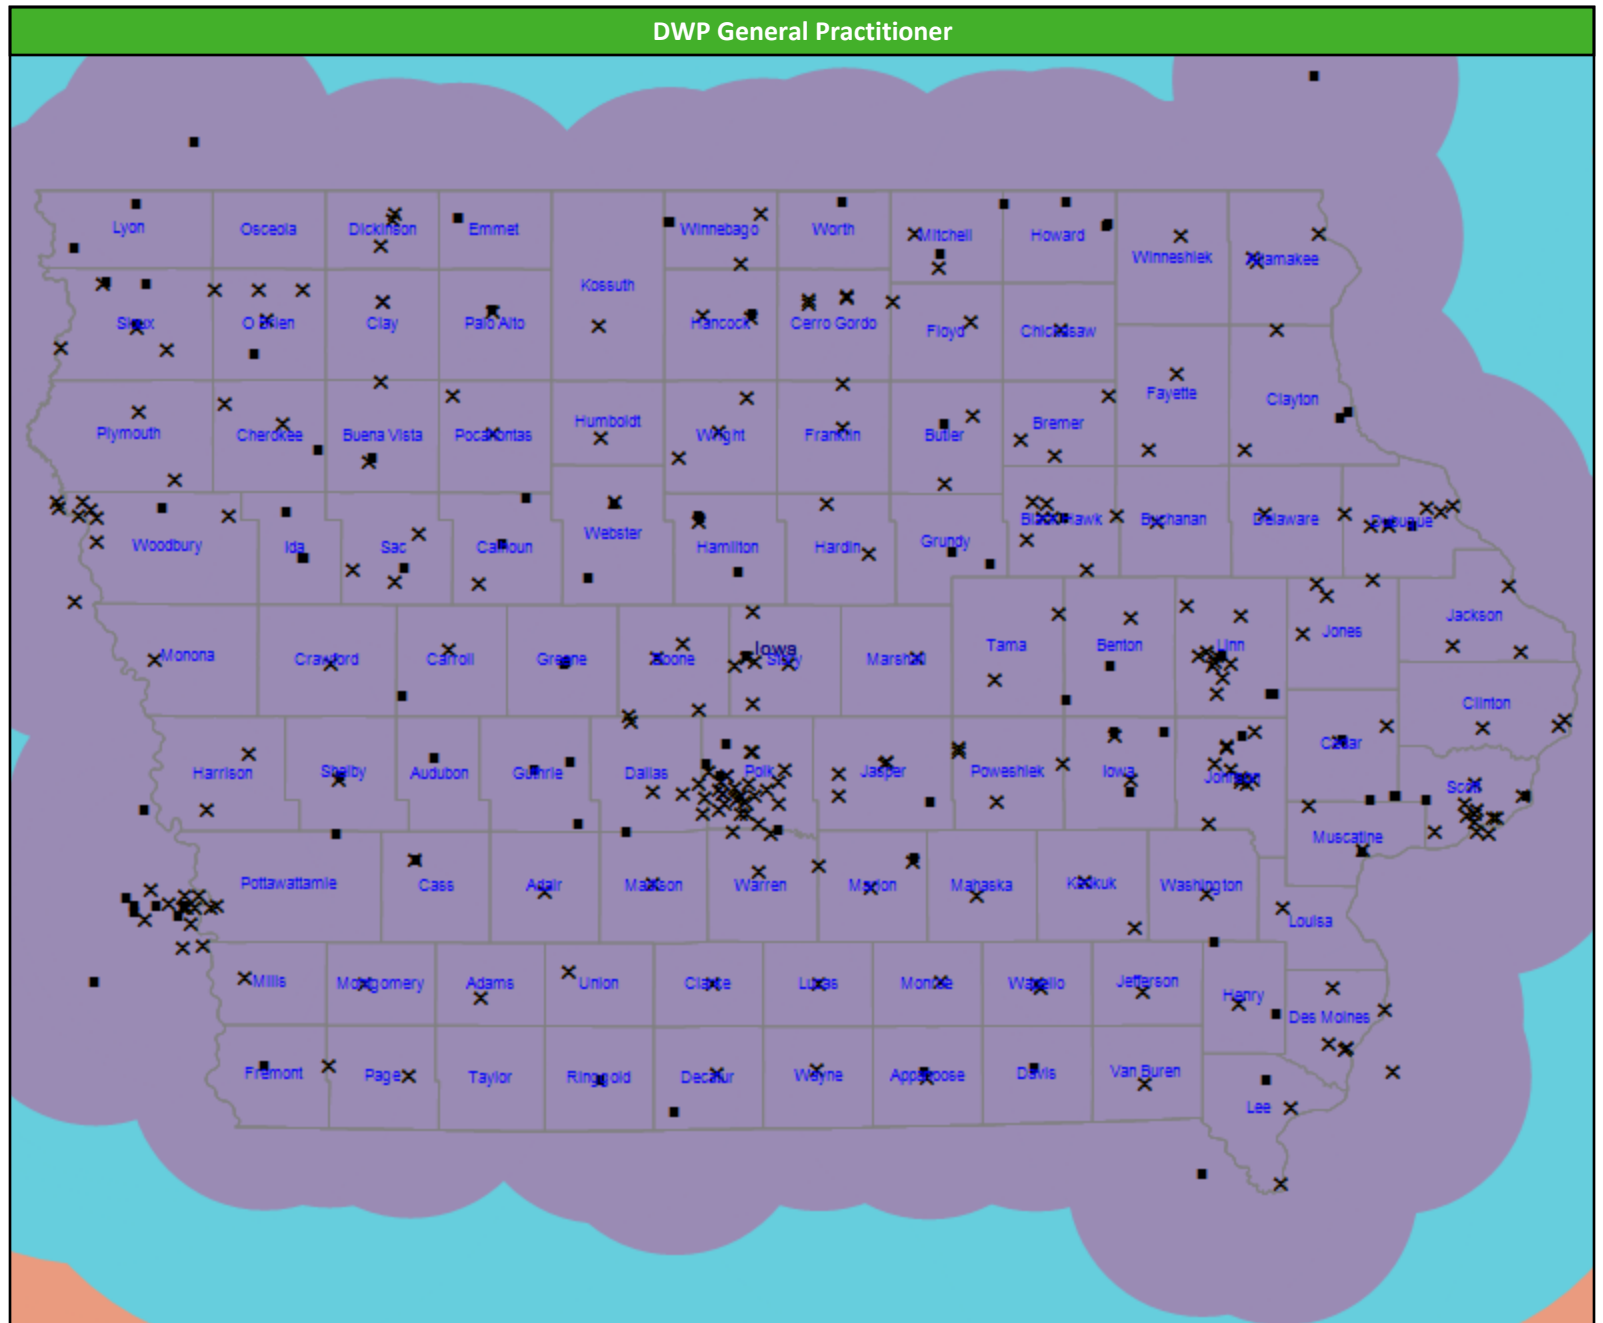 DWP General Practitioner
Lyon
Osceola
Dickinson
Emmet
Kossuth
Winnebago
Worth
Mitchell
Howard
Winneshiek
Allamakee
Sioux
O Brien
Clay
Palo Alto
Hancock
Cerro Gordo
Floyd
Chickasaw
Fayette
Clayton
Plymouth
Cherokee
Buena Vista
Pocahontas
Humboldt
Wright
Franklin
Butler
Bremer
Woodbury
Ida
Sac
Calhoun
Webster
Hamilton
Hardin
Grundy
Black Hawk
Buchanan
Delaware
Dubuque
Monona
Crawford
Carroll
Greene
Boone
Iowa
Story
Marshall
Tama
Benton
Linn
Jones
Jackson
Clinton
Harrison
Shelby
Audubon
Guthrie
Dallas
Polk
Jasper
Poweshiek
Iowa
Johnson
Cedar
Scott
Muscatine
Pottawattamie
Cass
Adair
Madison
Warren
Marion
Mahaska
Keokuk
Washington
Louisa
Mills
Montgomery
Adams
Union
Clarke
Lucas
Monroe
Wapello
Jefferson
Henry
Des Moines
Fremont
Page
Taylor
Ringgold
Decatur
Wayne
Appanoose
Davis
Van Buren
Lee